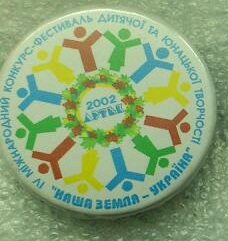 IV МІЖНАРОДНИЙ КОНКУРС-ФЕСТИВАЛЬ ДИТЯЧОЇ ТА ЮНАЦЬКОЇ ТВОРЧОСТІ
"НАША ЗЕМЛЯ – УКРАЇНА"
2002
АРТЕК